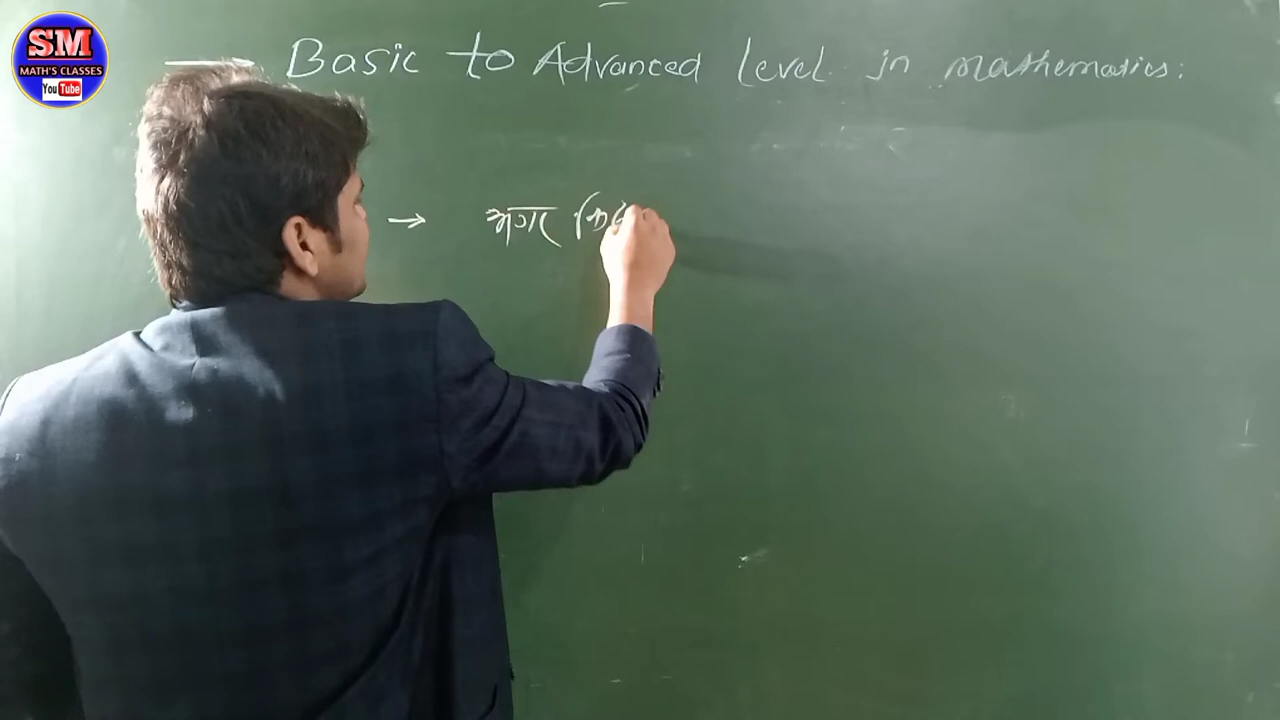 SM
MATH'S CLASSES
YouTube
Basic to Advanced Level in mathematics:
→ अगर